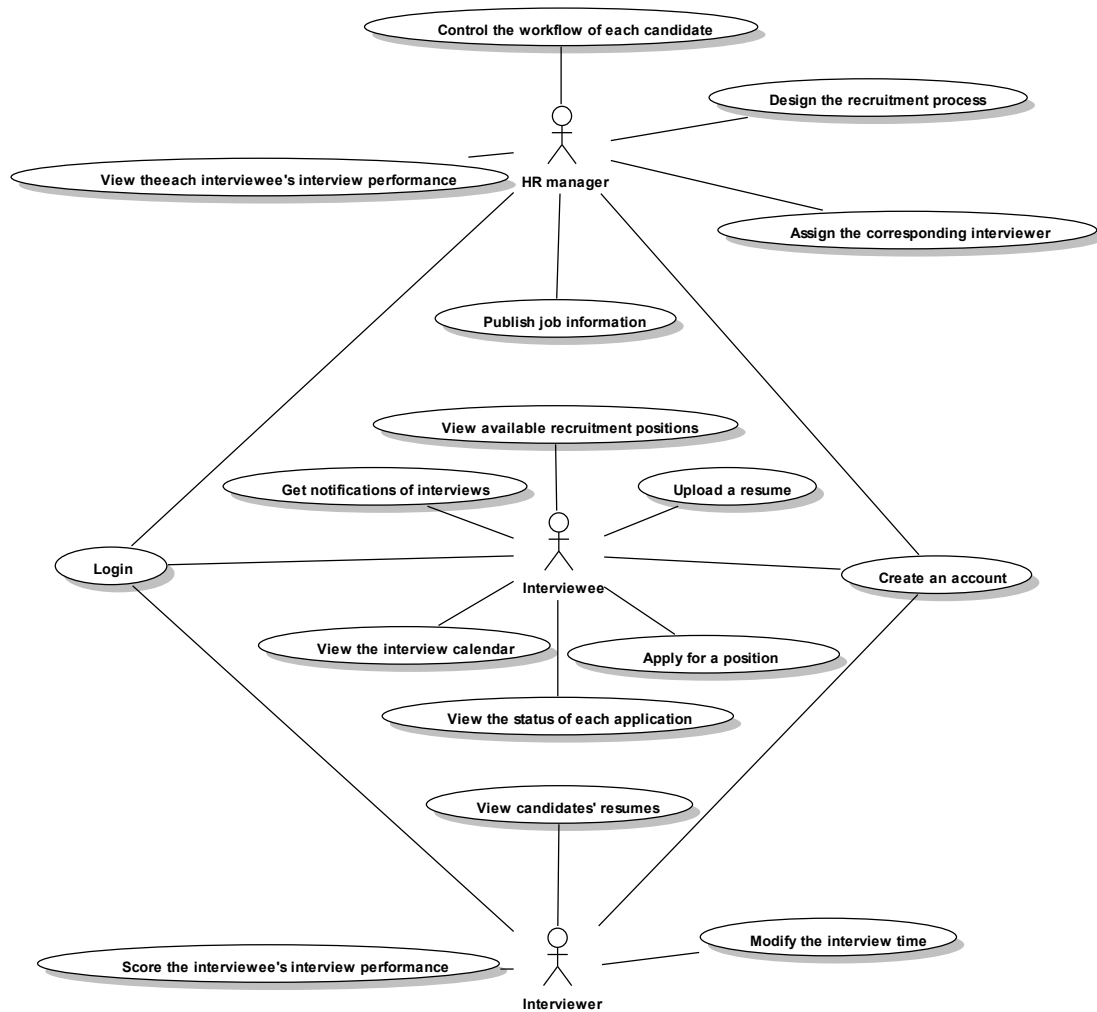 Control the workflow of each candidate
Design the recruitment process
View theeach interviewee's interview performance
HR manager
Assign the corresponding interviewer
Publish job information
View available recruitment positions
Get notifications of interviews
Upload a resume
Login
Create an account
Interviewee
View the interview calendar
Apply for a position
View the status of each application
View candidates' resumes
Modify the interview time
Score the interviewee's interview performance
Interviewer